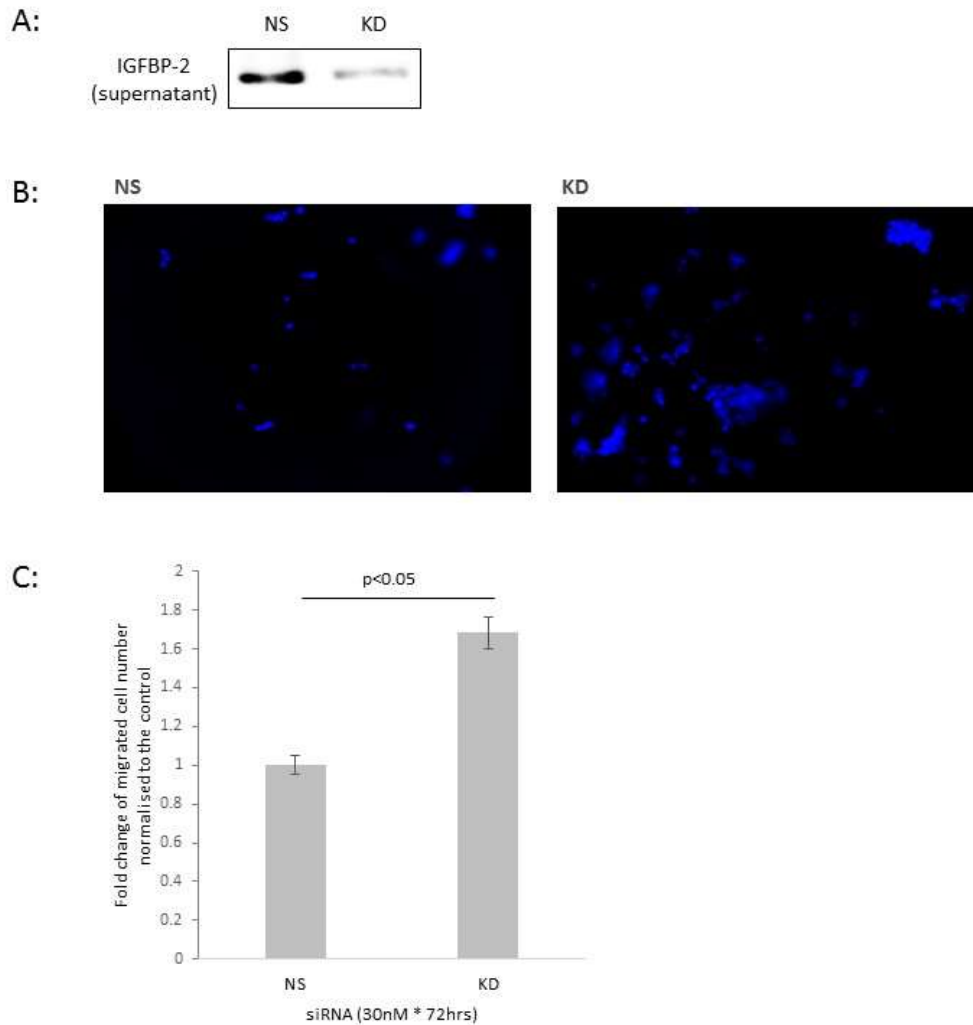 A:
NS KD
IGFBP-2
(supernatant)
B:
NS KD
C:
Fold change of migrated cell number
normalised to the control
2
1.8
1.6
1.4
1.2
1
0.8
0.6
0.4
0.2
0
p<0.05
NS KD
siRNA (30nM * 72hrs)